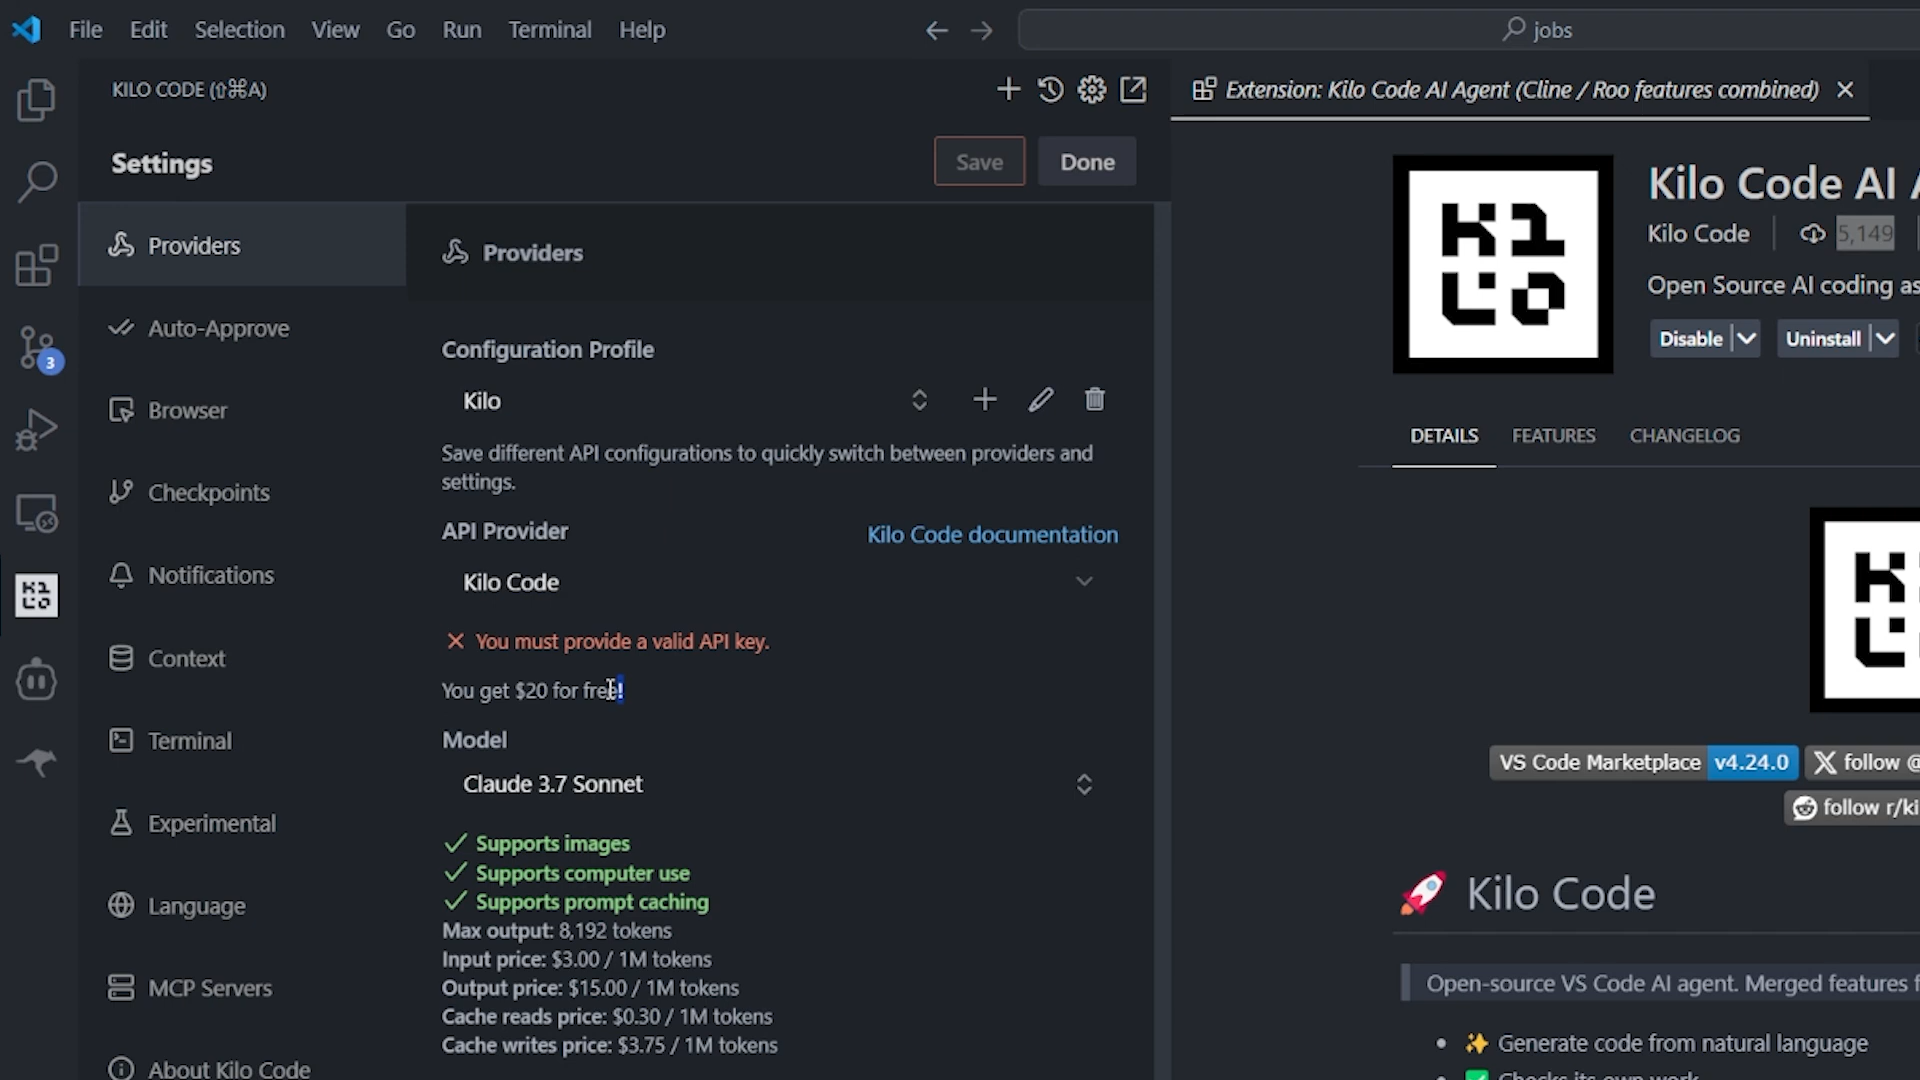 File Edit Selection View Go Run Terminal Help
jobs
KILO CODE (⇧⌘A)
Settings
Save
Done
Providers
Auto-Approve
Browser
Checkpoints
Notifications
Context
Terminal
Experimental
Language
MCP Servers
About Kilo Code
Providers
Configuration Profile
Kilo
Save different API configurations to quickly switch between providers and
settings.
API Provider
Kilo Code documentation
Kilo Code
You must provide a valid API key.
You get $20 for free!
Model
Claude 3.7 Sonnet
Supports images
Supports computer use
Supports prompt caching
Max output: 8,192 tokens
Input price: $3.00 / 1M tokens
Output price: $15.00 / 1M tokens
Cache reads price: $0.30 / 1M tokens
Cache writes price: $3.75 / 1M tokens
3
Extension: Kilo Code AI Agent (Cline / Roo features combined)
Kilo Code AI
Kilo Code
5,149
Open Source AI coding as
Disable
Uninstall
DETAILS FEATURES CHANGELOG
VS Code Marketplace v4.24.0
follow @
follow r/ki
🚀 Kilo Code
Open-source VS Code AI agent. Merged features f
• ✨ Generate code from natural language
• ✅ Checks its own work